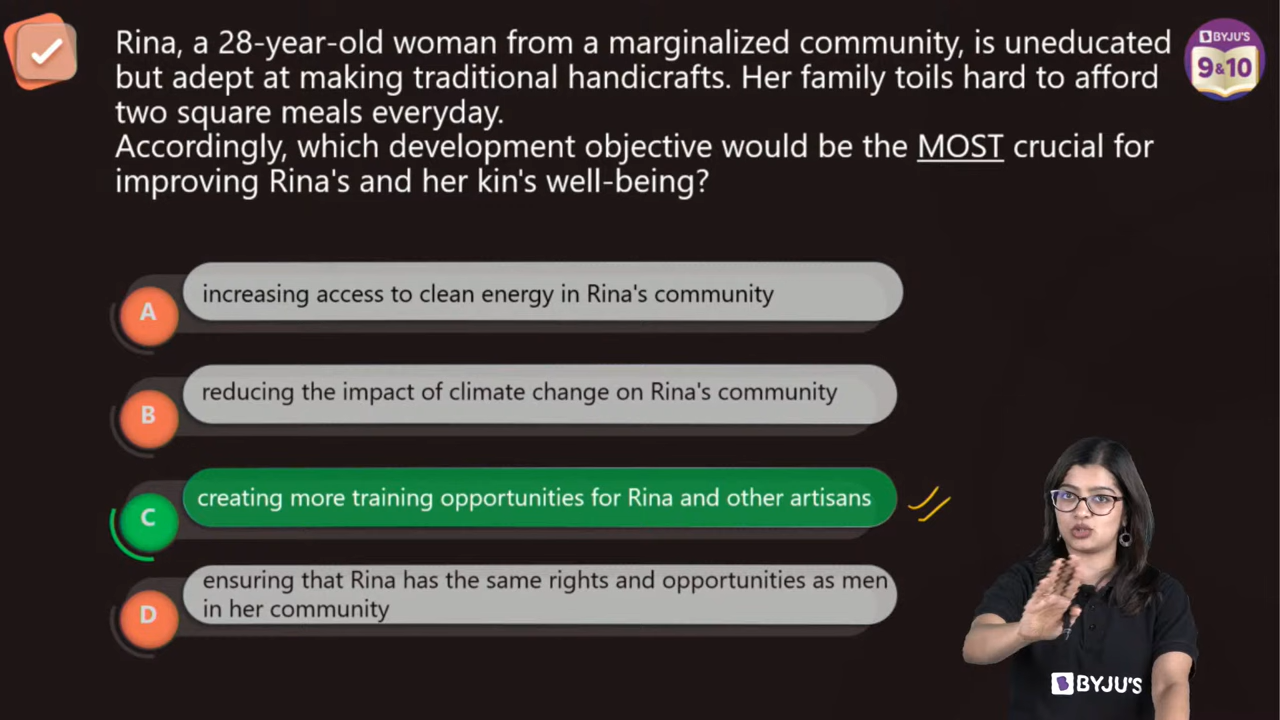 Rina, a 28-year-old woman from a marginalized community, is uneducated
but adept at making traditional handicrafts. Her family toils hard to afford
two square meals everyday.
Accordingly, which development objective would be the MOST crucial for
improving Rina's and her kin's well-being?
BYJU'S
9&10
A
increasing access to clean energy in Rina's community
B
reducing the impact of climate change on Rina's community
C
creating more training opportunities for Rina and other artisans
D
ensuring that Rina has the same rights and opportunities as men
in her community
BYJU'S